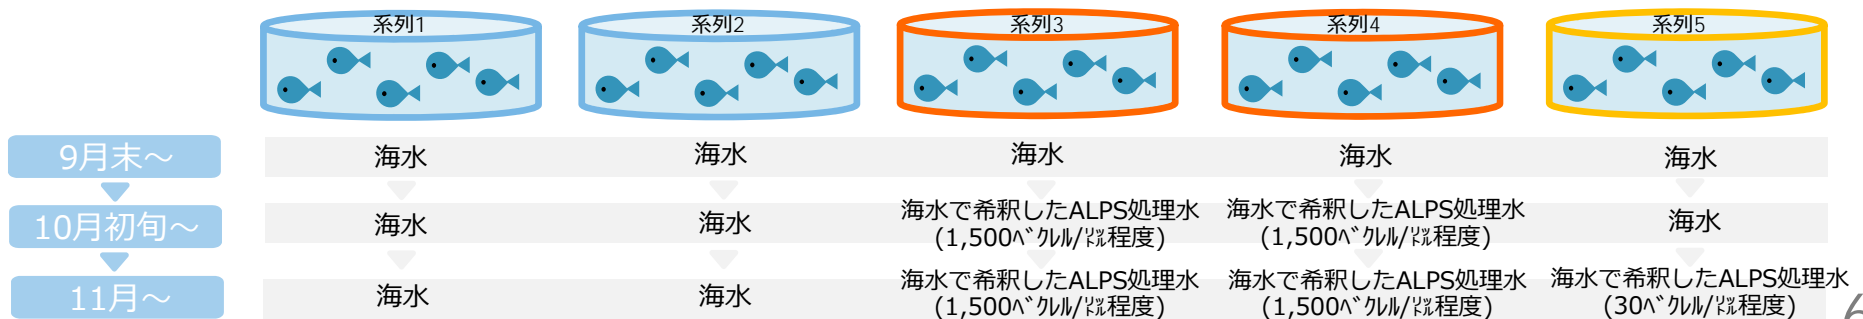 系列1 系列2 系列3 系列4 系列5
9月末～ 海水 海水 海水 海水 海水
10月初旬～ 海水 海水 海水で希釈したALPS処理水 海水で希釈したALPS処理水 海水
(1,500ﾍﾞｸﾚﾙ/㍑程度) (1,500ﾍﾞｸﾚﾙ/㍑程度)
11月～ 海水 海水 海水で希釈したALPS処理水 海水で希釈したALPS処理水 海水で希釈したALPS処理水
(1,500ﾍﾞｸﾚﾙ/㍑程度) (1,500ﾍﾞｸﾚﾙ/㍑程度) (30ﾍﾞｸﾚﾙ/㍑程度)